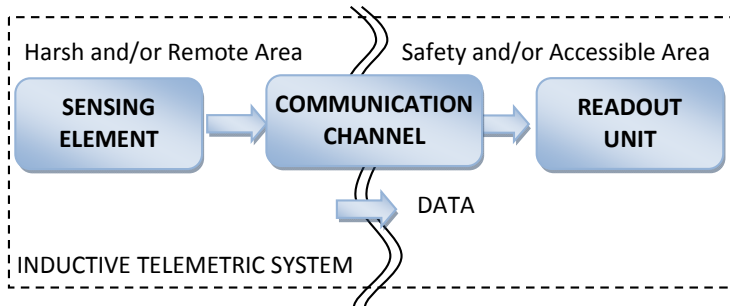 Harsh and/or Remote Area
Safety and/or Accessible Area
SENSING
ELEMENT
COMMUNICATION
CHANNEL
READOUT
UNIT
DATA
INDUCTIVE TELEMETRIC SYSTEM